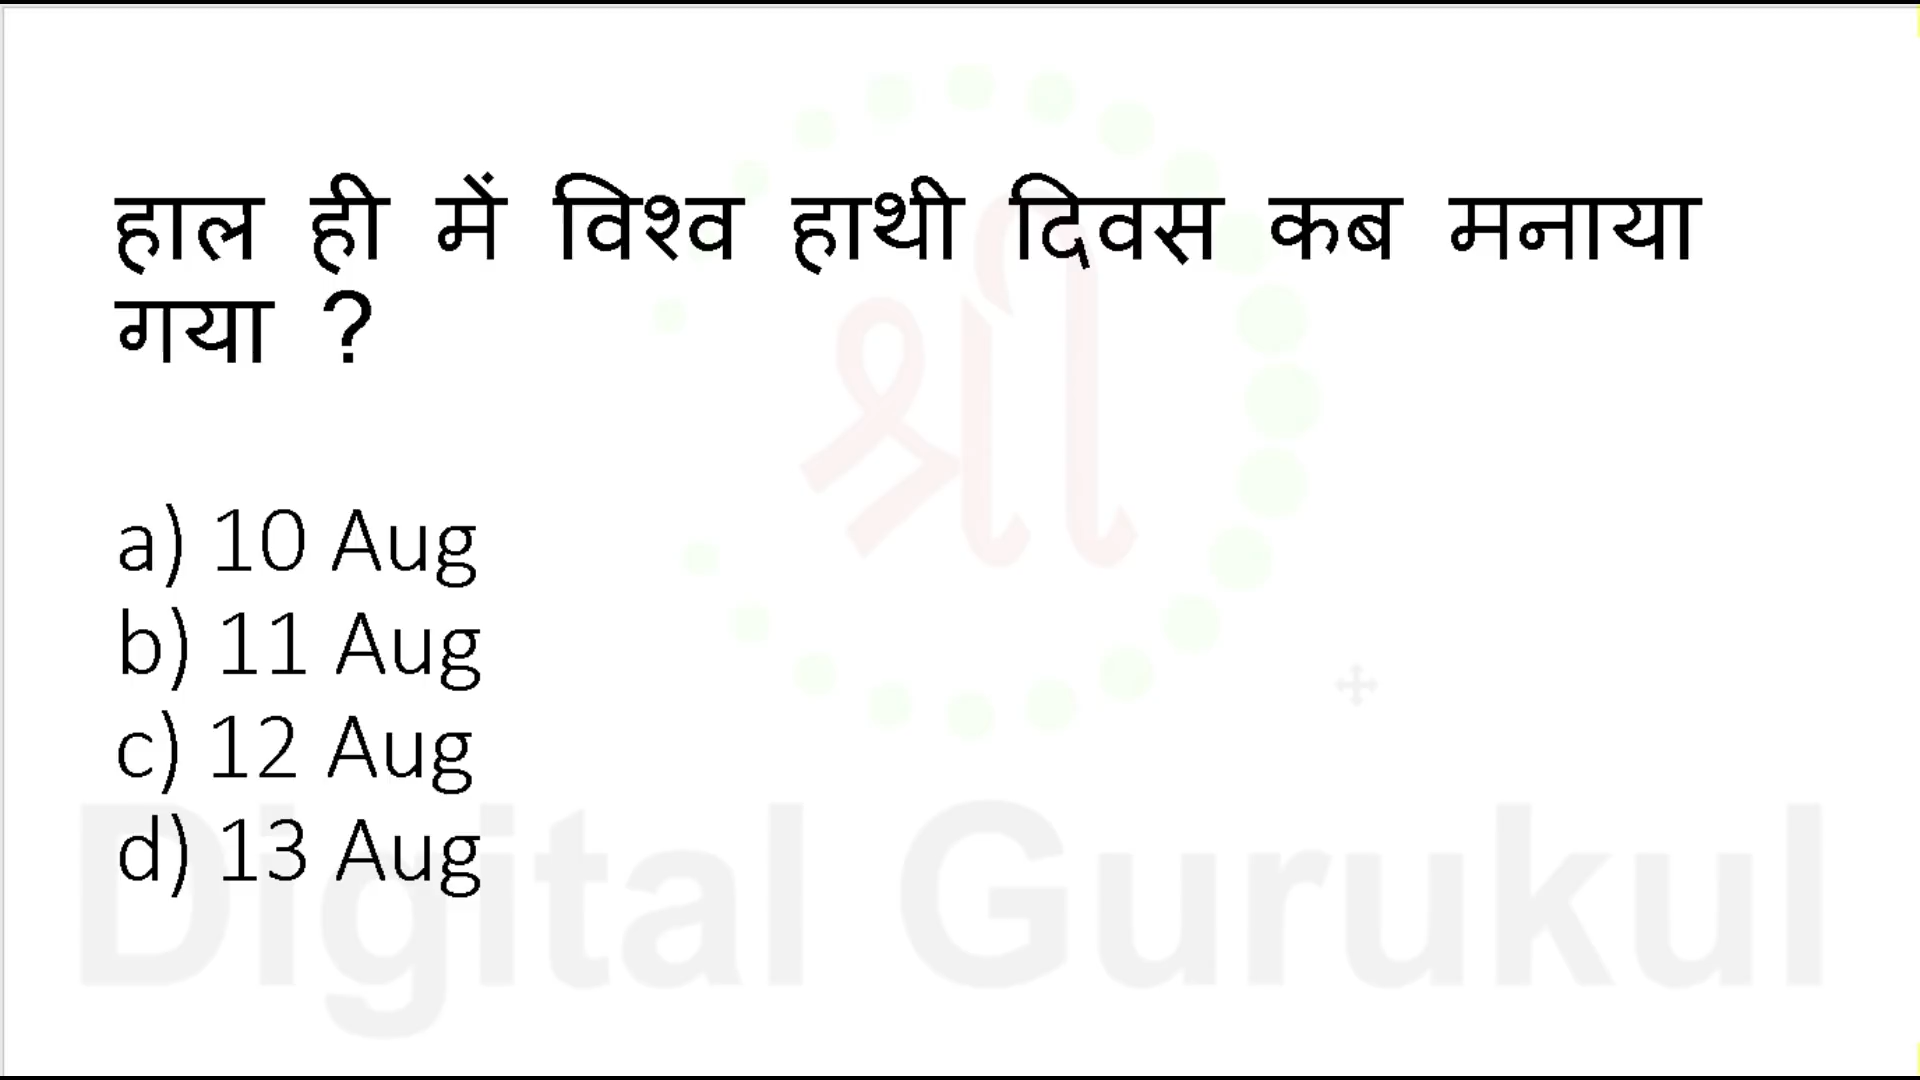 हाल ही में विश्व हाथी दिवस कब मनाया
गया ?
a) 10 Aug
b) 11 Aug
c) 12 Aug
d) 13 Aug
श्री
Digital Gurukul